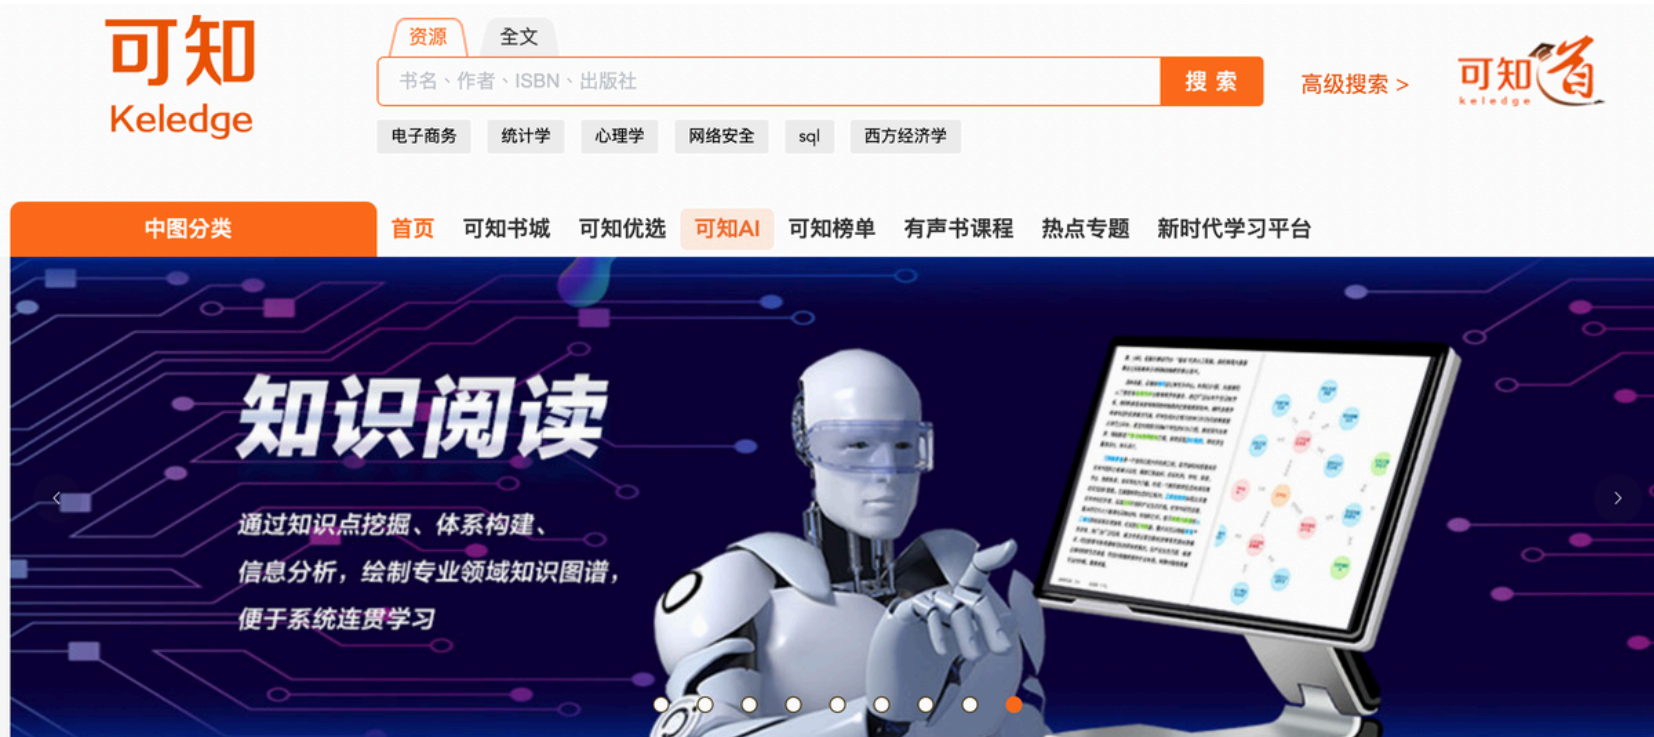 可知
Keledge
资源
全文
书名、作者、ISBN、出版社
搜 索
高级搜索 >
可知道
keledge
电子商务
统计学
心理学
网络安全
sql
西方经济学
中图分类
首页
可知书城
可知优选
可知AI
可知榜单
有声书课程
热点专题
新时代学习平台
知识阅读
通过知识点挖掘、体系构建、
信息分析，绘制专业领域知识图谱，
便于系统连贯学习